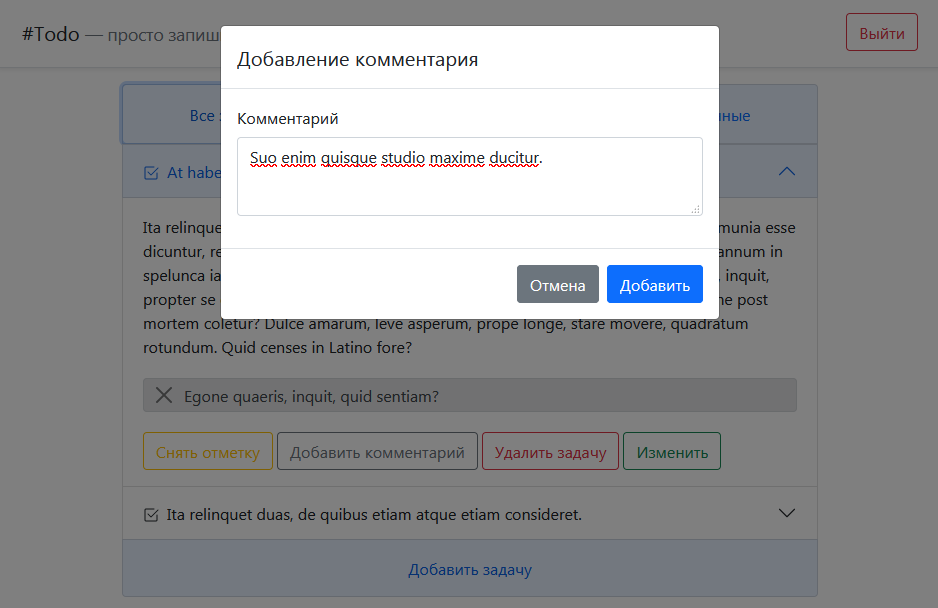 #Todo — просто запиш
Выйти
Добавление комментария
Комментарий
Suo enim quisque studio maxime ducitur.
Отмена
Добавить
Все
ные
At habe
Ita relinque
munia esse
dicuntur, re
annum in
spelunca ia
, inquit,
propter se
ne post
mortem coletur? Dulce amarum, leve asperum, prope longe, stare movere, quadratum
rotundum. Quid censes in Latino fore?
Egone quaeris, inquit, quid sentiam?
Снять отметку
Добавить комментарий
Удалить задачу
Изменить
Ita relinquet duas, de quibus etiam atque etiam consideret.
Добавить задачу